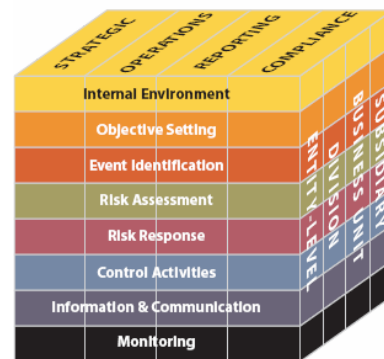 STRATEGIC
OPERATIONS
REPORTING
COMPLIANCE
Internal Environment
Objective Setting
Event Identification
Risk Assessment
Risk Response
Control Activities
Information & Communication
Monitoring
ENTITY-LEVEL
DIVISION
BUSINESS UNIT
SUBSIDIARY